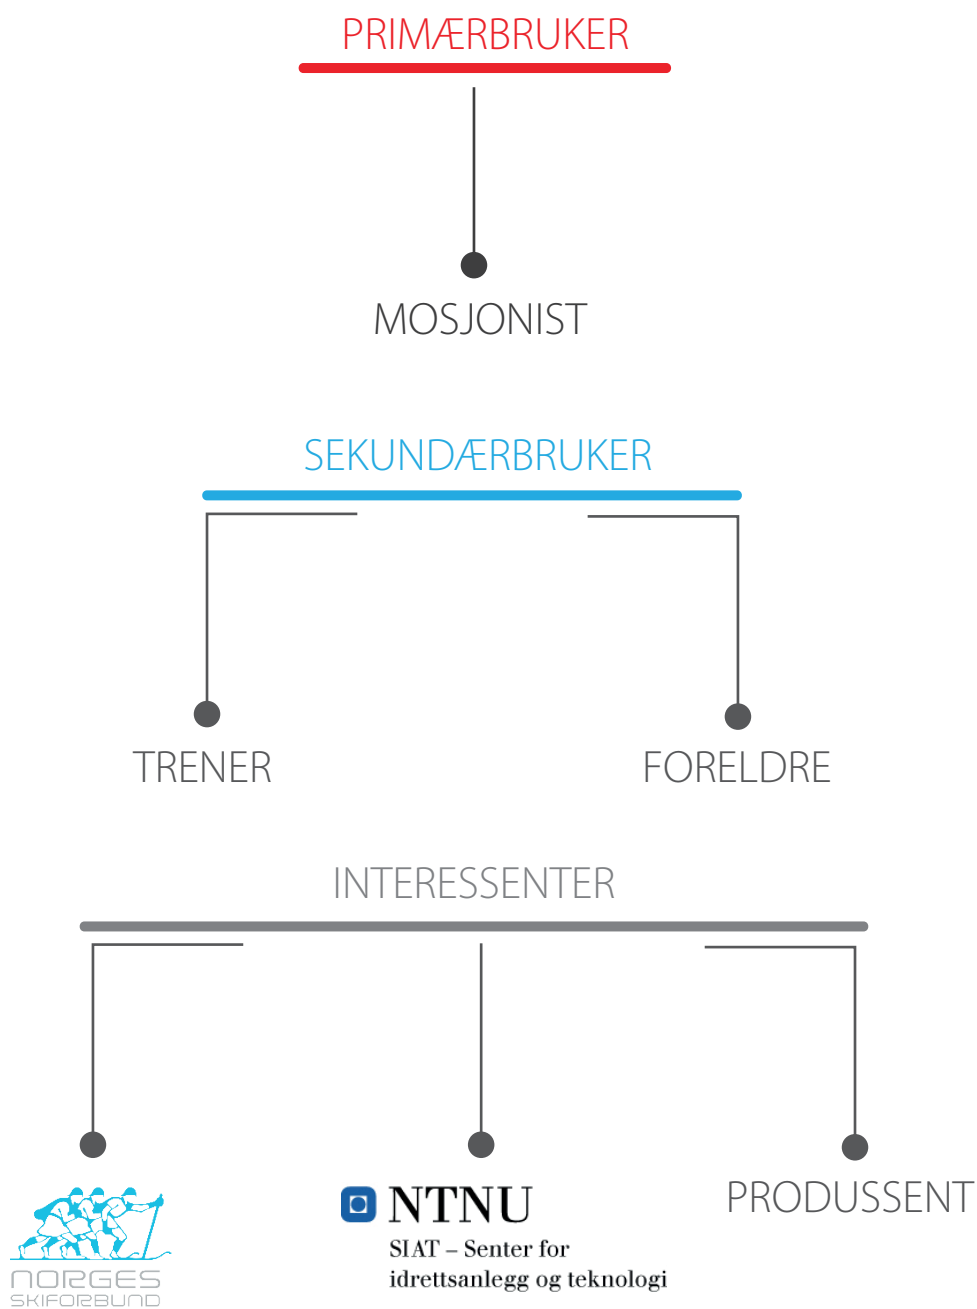 PRIMÆRBRUKER
MOSJONIST
SEKUNDÆRBRUKER
TRENER
FORELDRE
INTERESSENTER
NORGES
SKIFORBUND
NTNU
SIAT – Senter for
idrettsanlegg og teknologi
PRODUSSENT